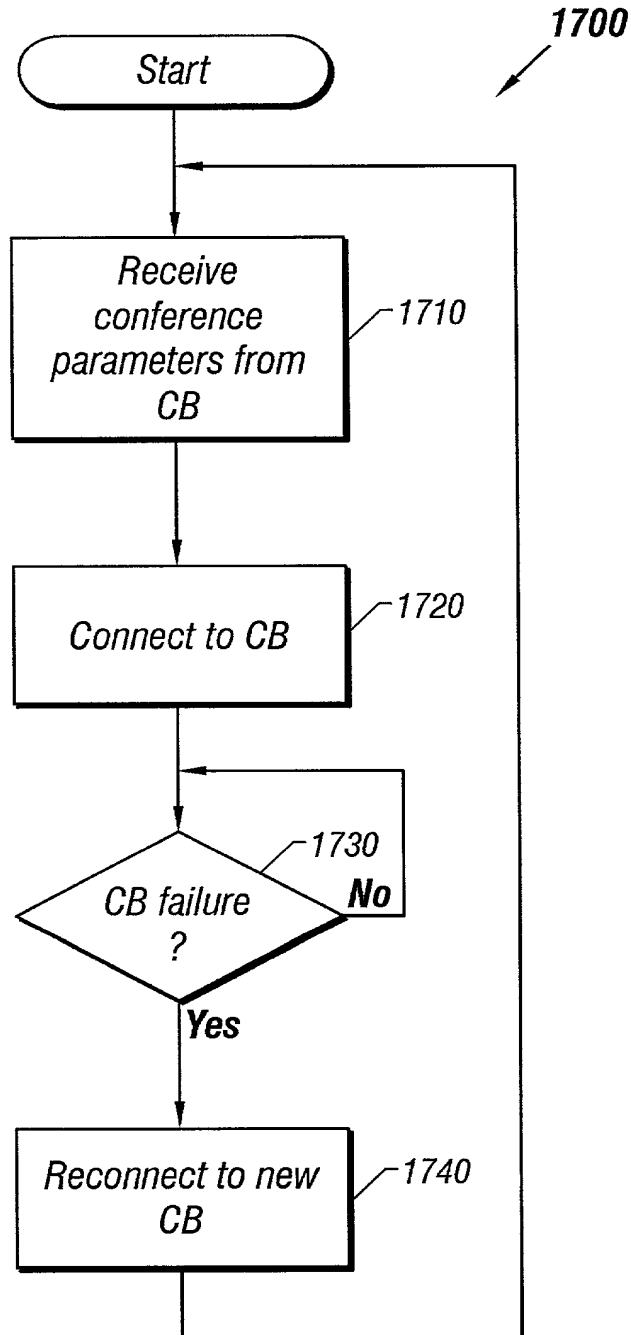 1700
Start
Receive
conference
parameters from
CB
1710
Connect to CB
1720
1730
CB failure
?
No
Yes
Reconnect to new
CB
1740